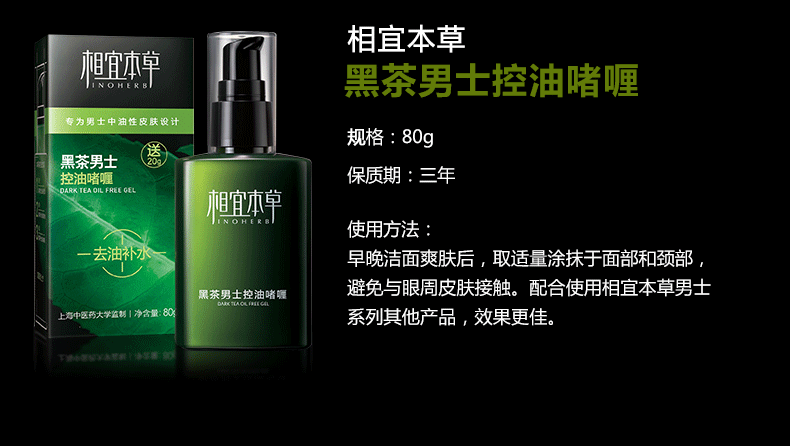 相宜本草
INOHERB
专为男士中油性皮肤设计
送
20g
黑茶男士
控油啫喱
DARK TEA OIL FREE GEL
去油补水
上海中医药大学监制 | 净含量: 80g
相宜本草
INOHERB
黑茶男士控油啫喱
DARK TEA OIL FREE GEL
相宜本草
黑茶男士控油啫喱
规格：80g
保质期：三年
使用方法：
早晚洁面爽肤后，取适量涂抹于面部和颈部，
避免与眼周皮肤接触。配合使用相宜本草男士
系列其他产品，效果更佳。